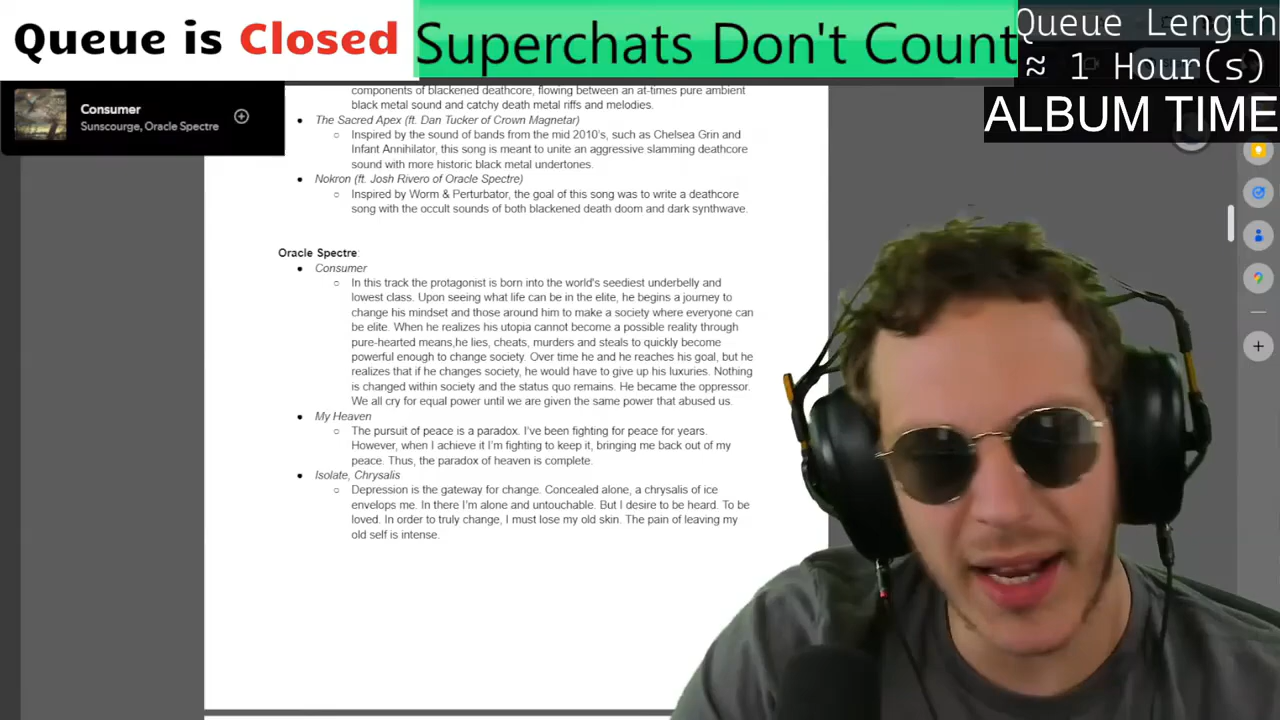 Queue is Closed
Superchats Don't Count
Queue Length
≈ 1 Hour(s)
ALBUM TIME
Consumer
Sunscourge, Oracle Spectre
components of blackened deathcore, flowing between an at-times pure ambient
black metal sound and catchy death metal riffs and melodies.
• The Sacred Apex (ft. Dan Tucker of Crown Magnetar)
○ Inspired by the sound of bands from the mid 2010's, such as Chelsea Grin and
Infant Annihilator, this song is meant to unite an aggressive slamming deathcore
sound with more historic black metal undertones.
• Nokron (ft. Josh Rivero of Oracle Spectre)
○ Inspired by Worm & Perturbator, the goal of this song was to write a deathcore
song with the occult sounds of both blackened death doom and dark synthwave.
Oracle Spectre:
• Consumer
○ In this track the protagonist is born into the world's seediest underbelly and
lowest class. Upon seeing what life can be in the elite, he begins a journey to
change his mindset and those around him to make a society where everyone can
be elite. When he realizes his utopia cannot become a possible reality through
pure-hearted means,he lies, cheats, murders and steals to quickly become
powerful enough to change society. Over time he and he reaches his goal, but he
realizes that if he changes society, he would have to give up his luxuries. Nothing
is changed within society and the status quo remains. He became the oppressor.
We all cry for equal power until we are given the same power that abused us.
• My Heaven
○ The pursuit of peace is a paradox. I've been fighting for peace for years.
However, when I achieve it I'm fighting to keep it, bringing me back out of my
peace. Thus, the paradox of heaven is complete.
• Isolate, Chrysalis
○ Depression is the gateway for change. Concealed alone, a chrysalis of ice
envelops me. In there I'm alone and untouchable. But I desire to be heard. To be
loved. In order to truly change, I must lose my old skin. The pain of leaving my
old self is intense.